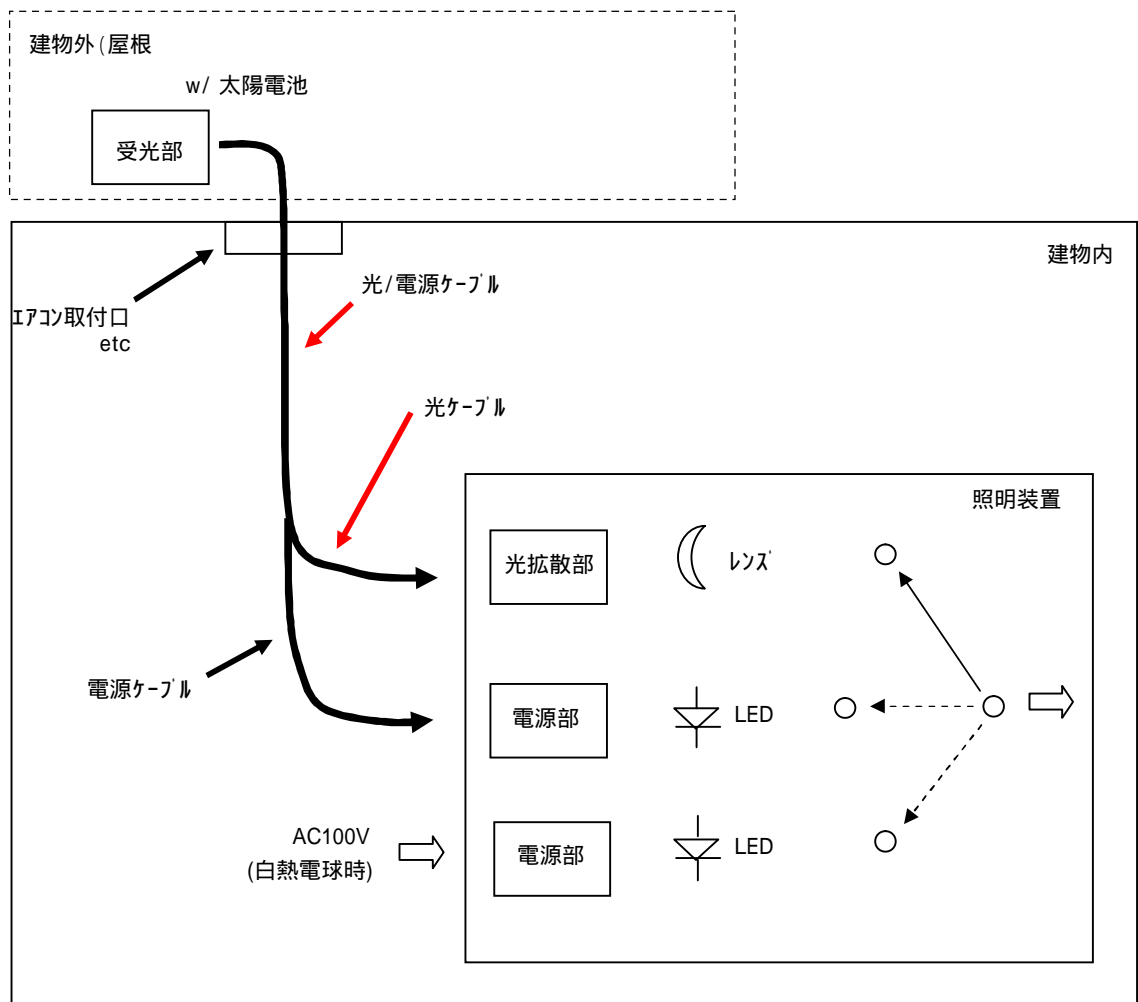 建物外(屋根
w/ 太陽電池
受光部
建物内
光/電源ｹｰﾌﾞﾙ
ｴｱｺﾝ取付口
etc
光ｹｰﾌﾞﾙ
照明装置
光拡散部
ﾚﾝｽﾞ
電源ｹｰﾌﾞﾙ
電源部
LED
AC100V
(白熱電球時)
電源部
LED